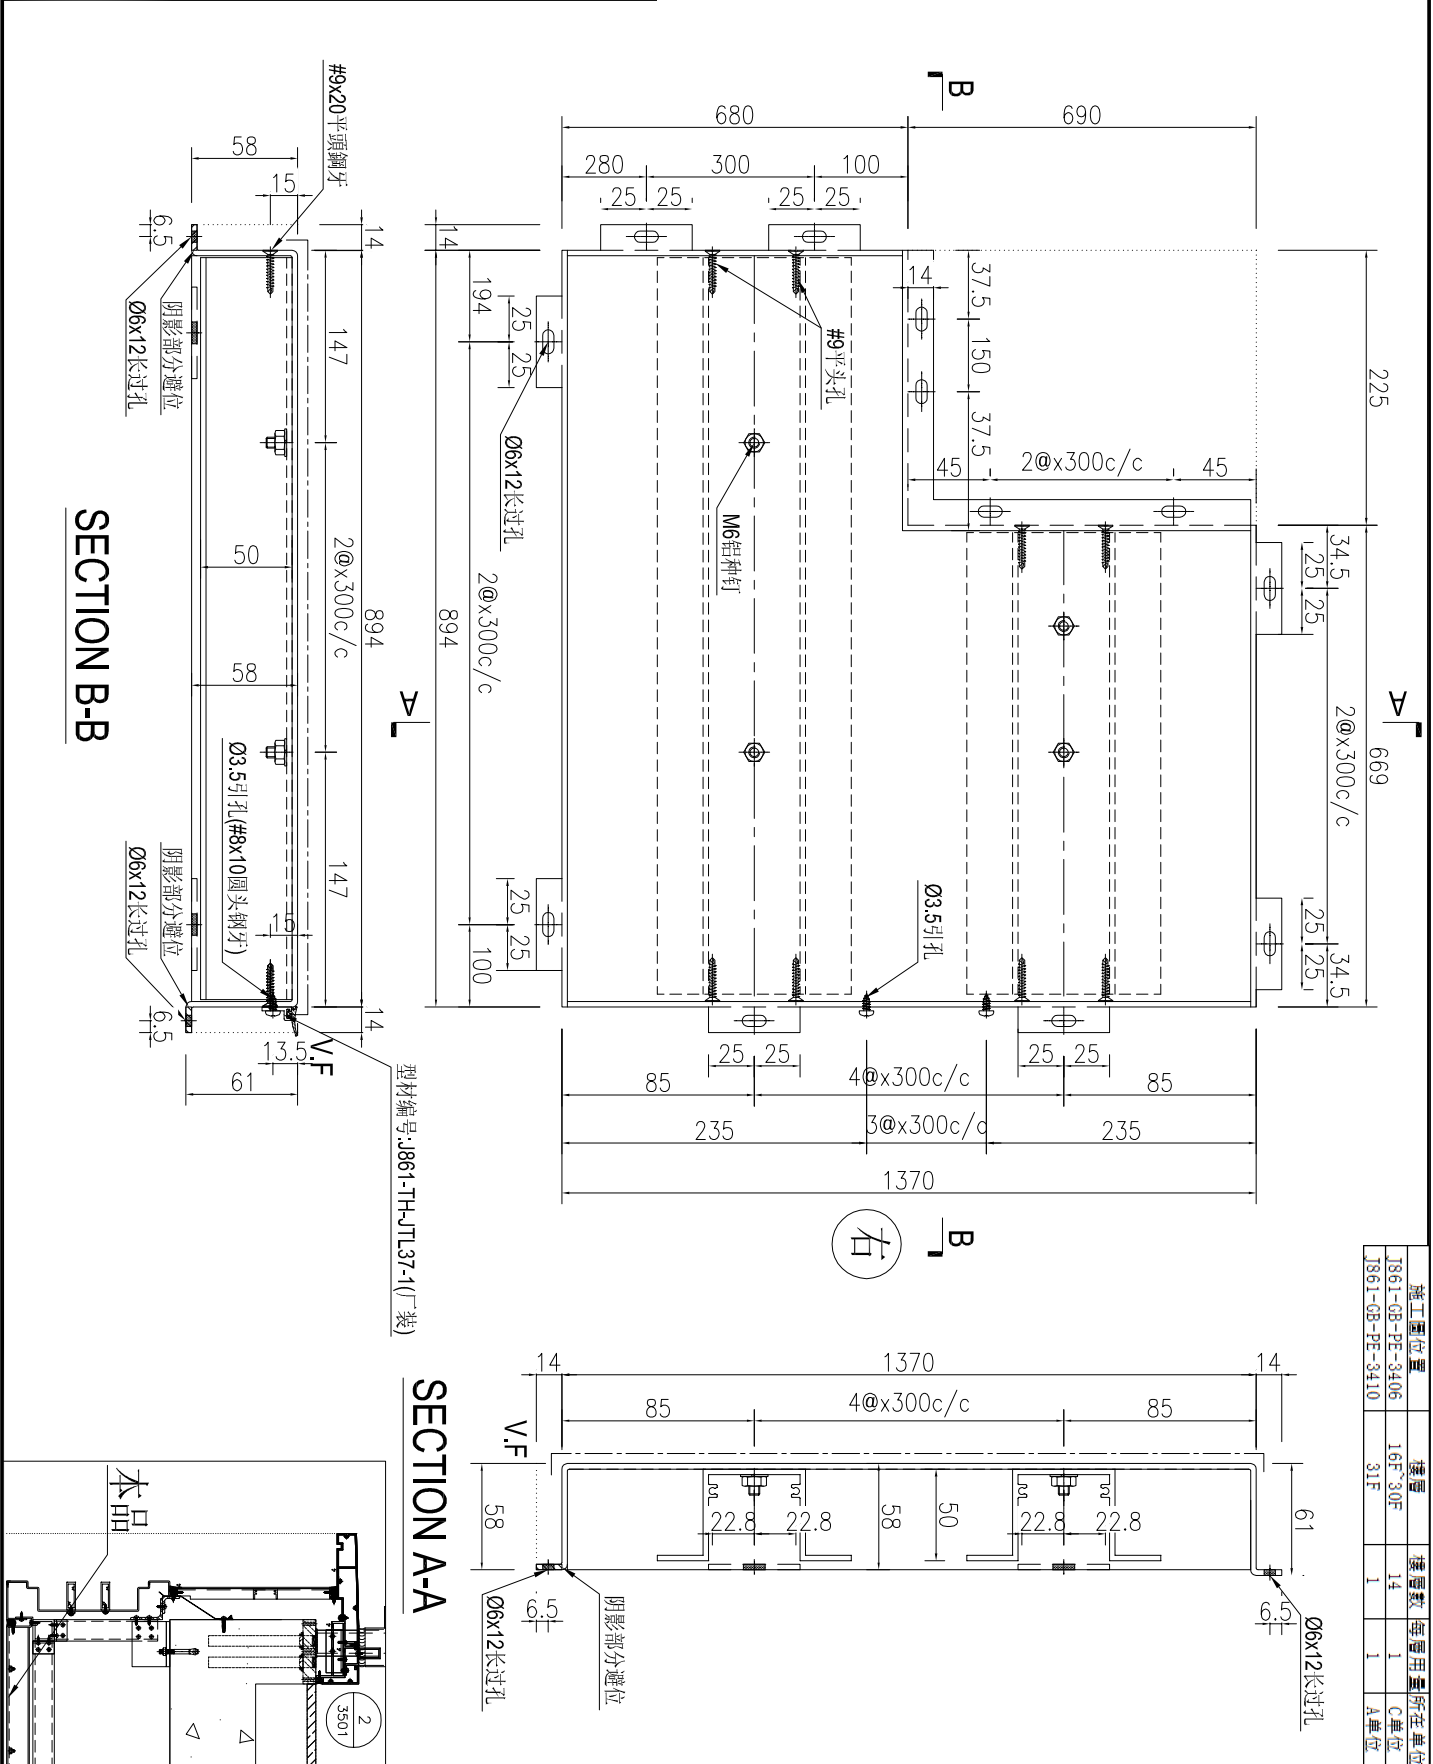 B
680
690
280
300
100
25
25
25
25
14
37.5
150
37.5
225
45
2@x300c/c
45
#9平头孔
M6铝种钉
Ø6x12长过孔
14
194
25
25
2@x300c/c
894
25
25
100
34.5
25
25
2@x300c/c
669
25
25
34.5
A
A
Ø3.5引孔
25
25
25
25
85
4@x300c/c
85
235
3@x300c/c
235
1370
右
B
#9x20平頭鋼牙
58
15
6.5
14
147
2@x300c/c
894
147
14
50
58
15
阴影部分避位
Ø6x12长过孔
Ø3.5引孔(#8x10圆头钢牙)
阴影部分避位
Ø6x12长过孔
6.5
13.5
V.F
61
型材编号:J861-TH-JTL37-1(厂装)
SECTION B-B
14
1370
14
85
4@x300c/c
85
V.F
58
22.8
22.8
58
50
22.8
22.8
61
6.5
6.5
Ø6x12长过孔
阴影部分避位
Ø6x12长过孔
SECTION A-A
施工圖位置 樓層 樓層數 每層用量 所在單位
J861-GB-PE-3406 16F~30F 14 1 C單位
J861-GB-PE-3410 31F 1 1 A單位
本品
2
3501